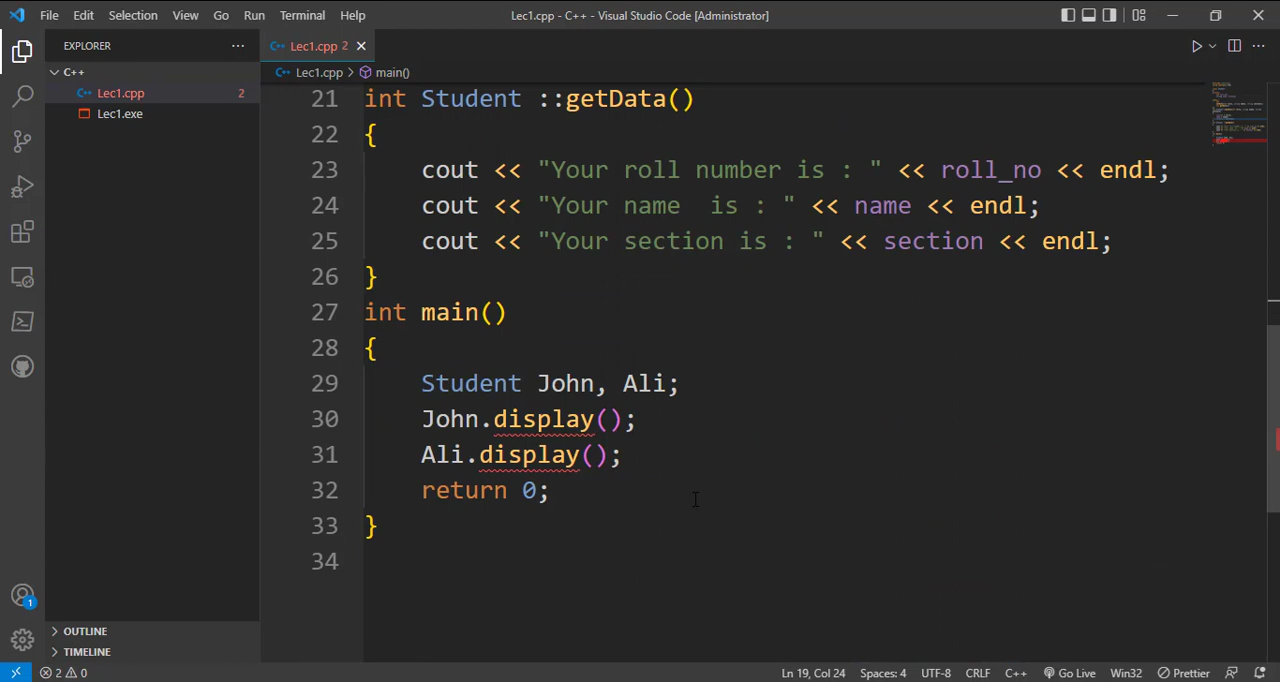 File Edit Selection View Go Run Terminal Help
Lec1.cpp - C++ - Visual Studio Code [Administrator]
EXPLORER
Lec1.cpp 2
C++
Lec1.cpp 2
Lec1.exe
Lec1.cpp > main()
21 int Student ::getData()
22 {
23 cout << "Your roll number is : " << roll_no << endl;
24 cout << "Your name  is : " << name << endl;
25 cout << "Your section is : " << section << endl;
26 }
27 int main()
28 {
29 Student John, Ali;
30 John.display();
31 Ali.display();
32 return 0;
33 }
34
1
OUTLINE
TIMELINE
2 0 Ln 19, Col 24 Spaces: 4 UTF-8 CRLF C++ Go Live Win32 Prettier